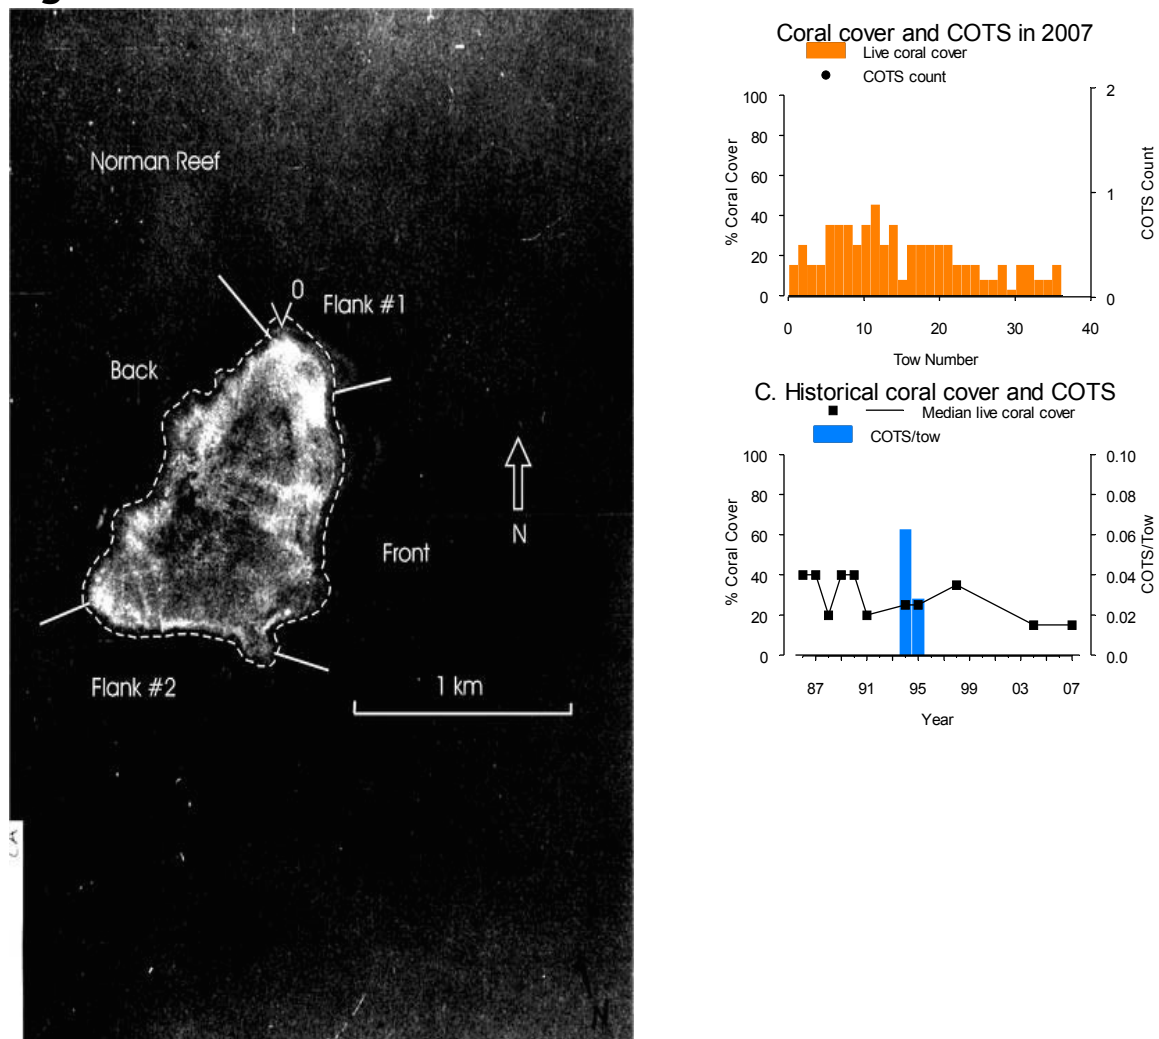 Norman Reef
0
Flank #1
Back
N
Front
Flank #2
1 km
N
Coral cover and COTS in 2007
Live coral cover
COTS count
100
80
60
40
20
0
% Coral Cover
2
1
0
COTS Count
0 10 20 30 40
Tow Number
C. Historical coral cover and COTS
Median live coral cover
COTS/tow
100
80
60
40
20
0
% Coral Cover
0.10
0.08
0.06
0.04
0.02
0.0
COTS/Tow
87 91 95 99 03 07
Year